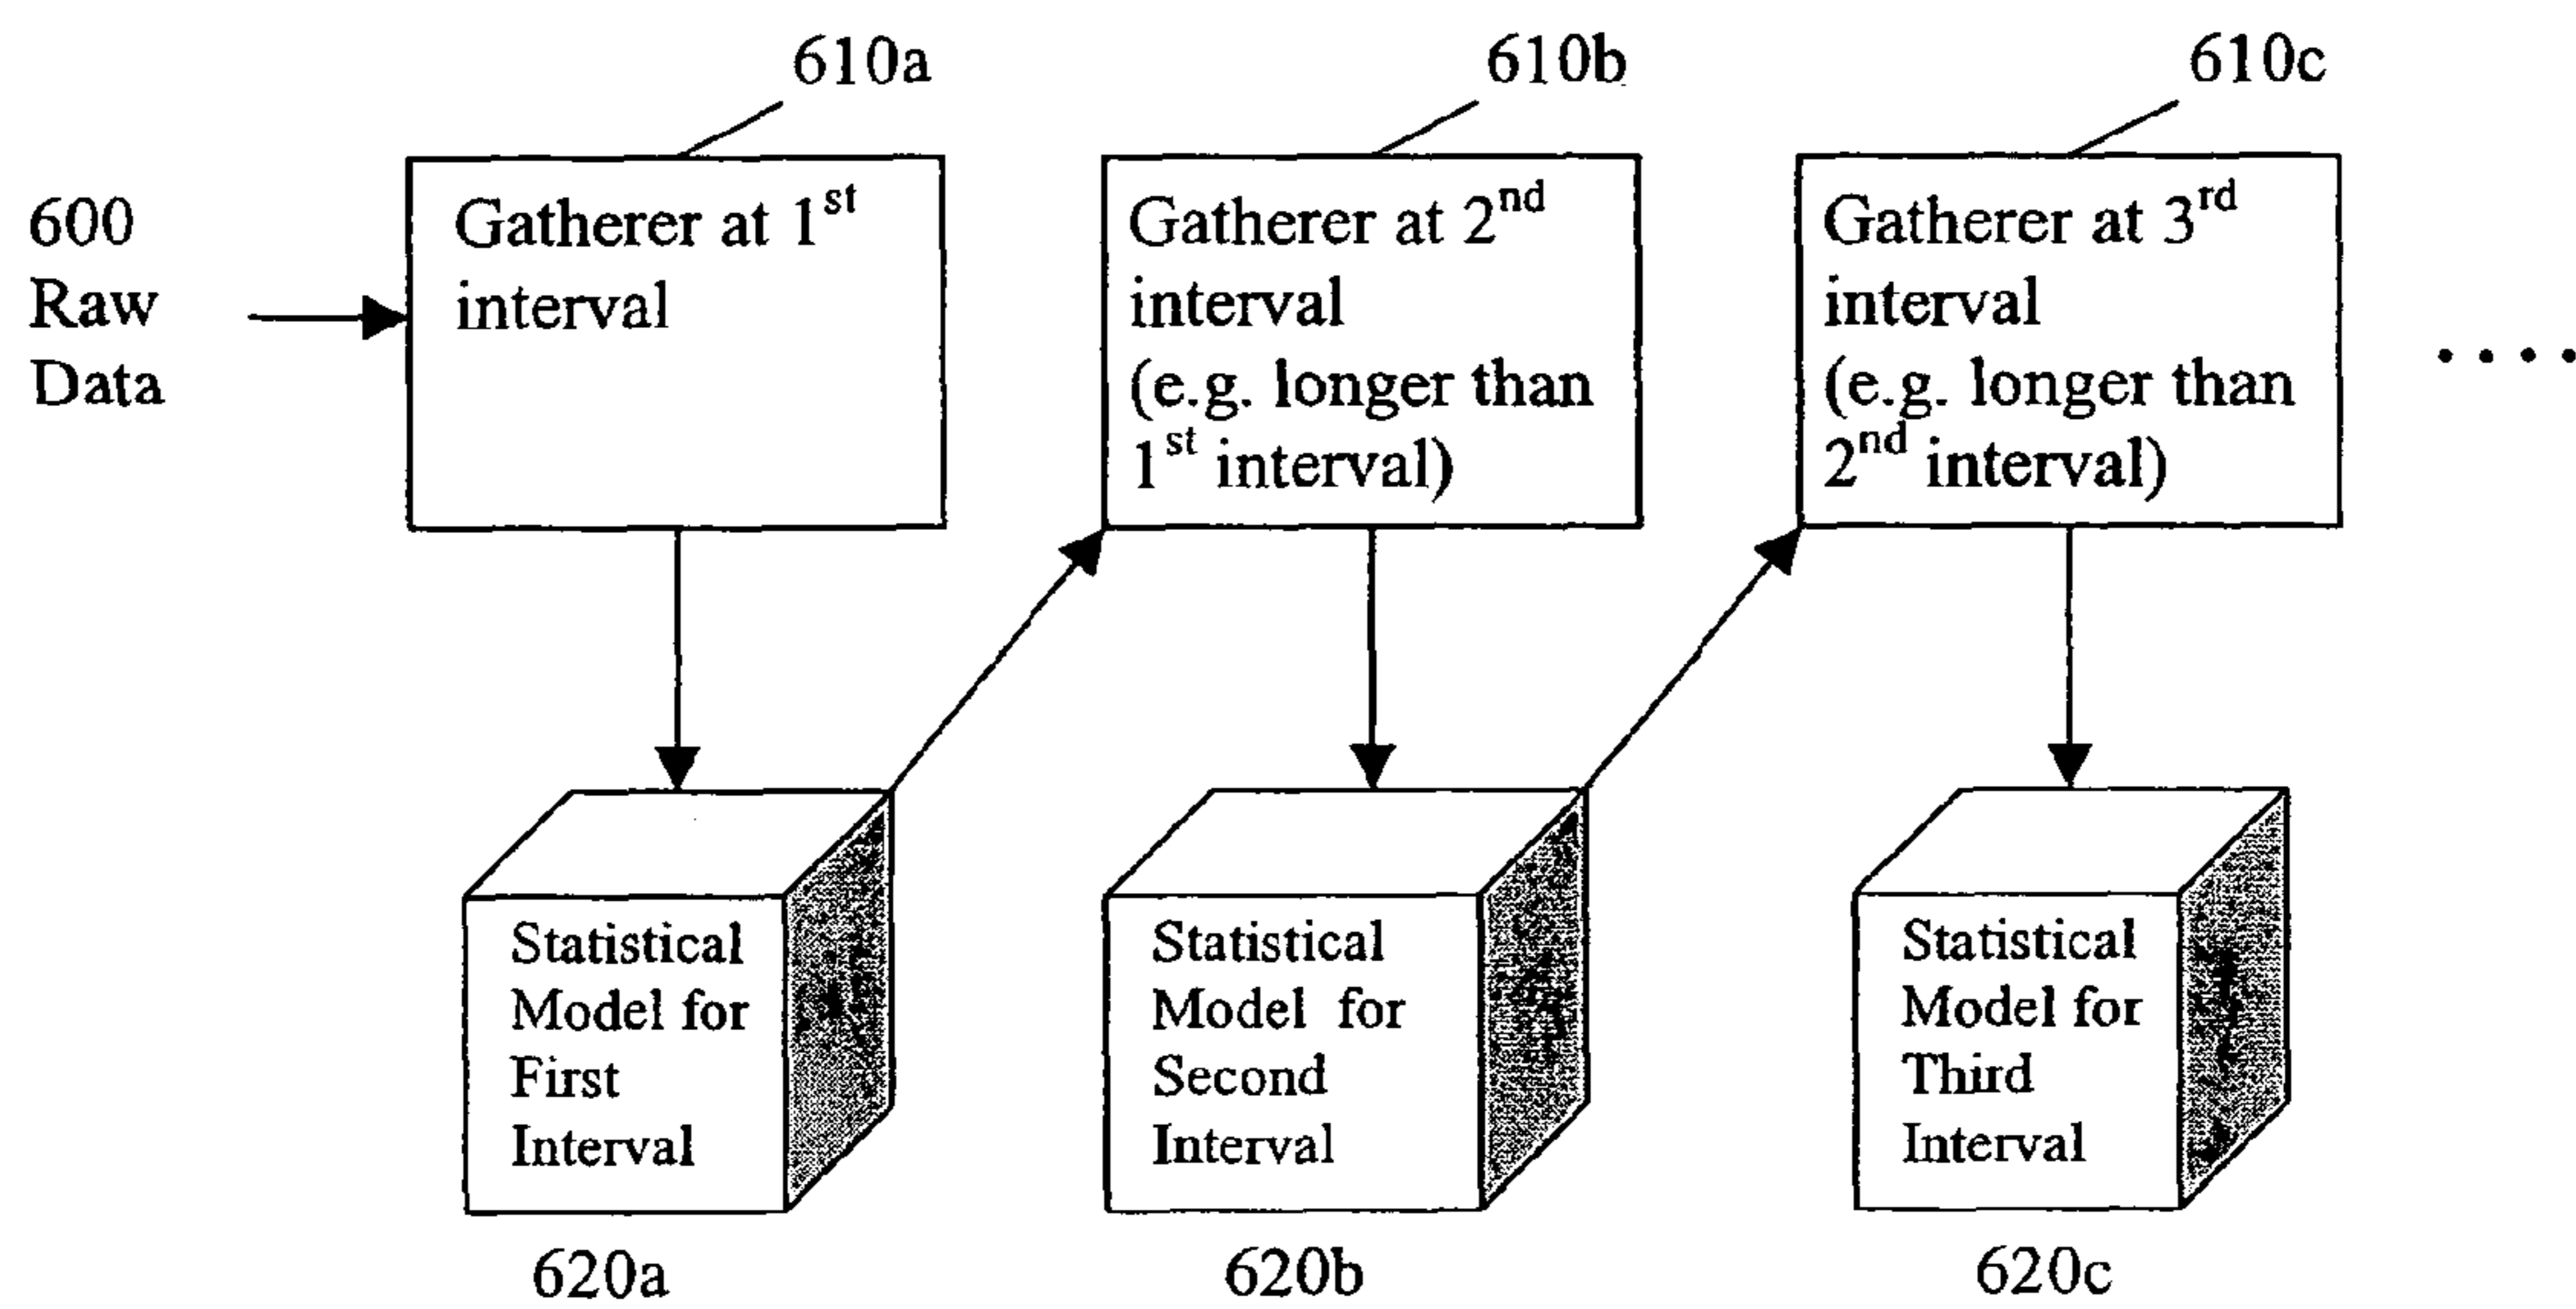 610a
610b
610c
600
Raw
Data
Gatherer at 1st
interval
Gatherer at 2nd
interval
(e.g. longer than
1st interval)
Gatherer at 3rd
interval
(e.g. longer than
2nd interval)
....
Statistical
Model for
First
Interval
Statistical
Model for
Second
Interval
Statistical
Model for
Third
Interval
620a
620b
620c